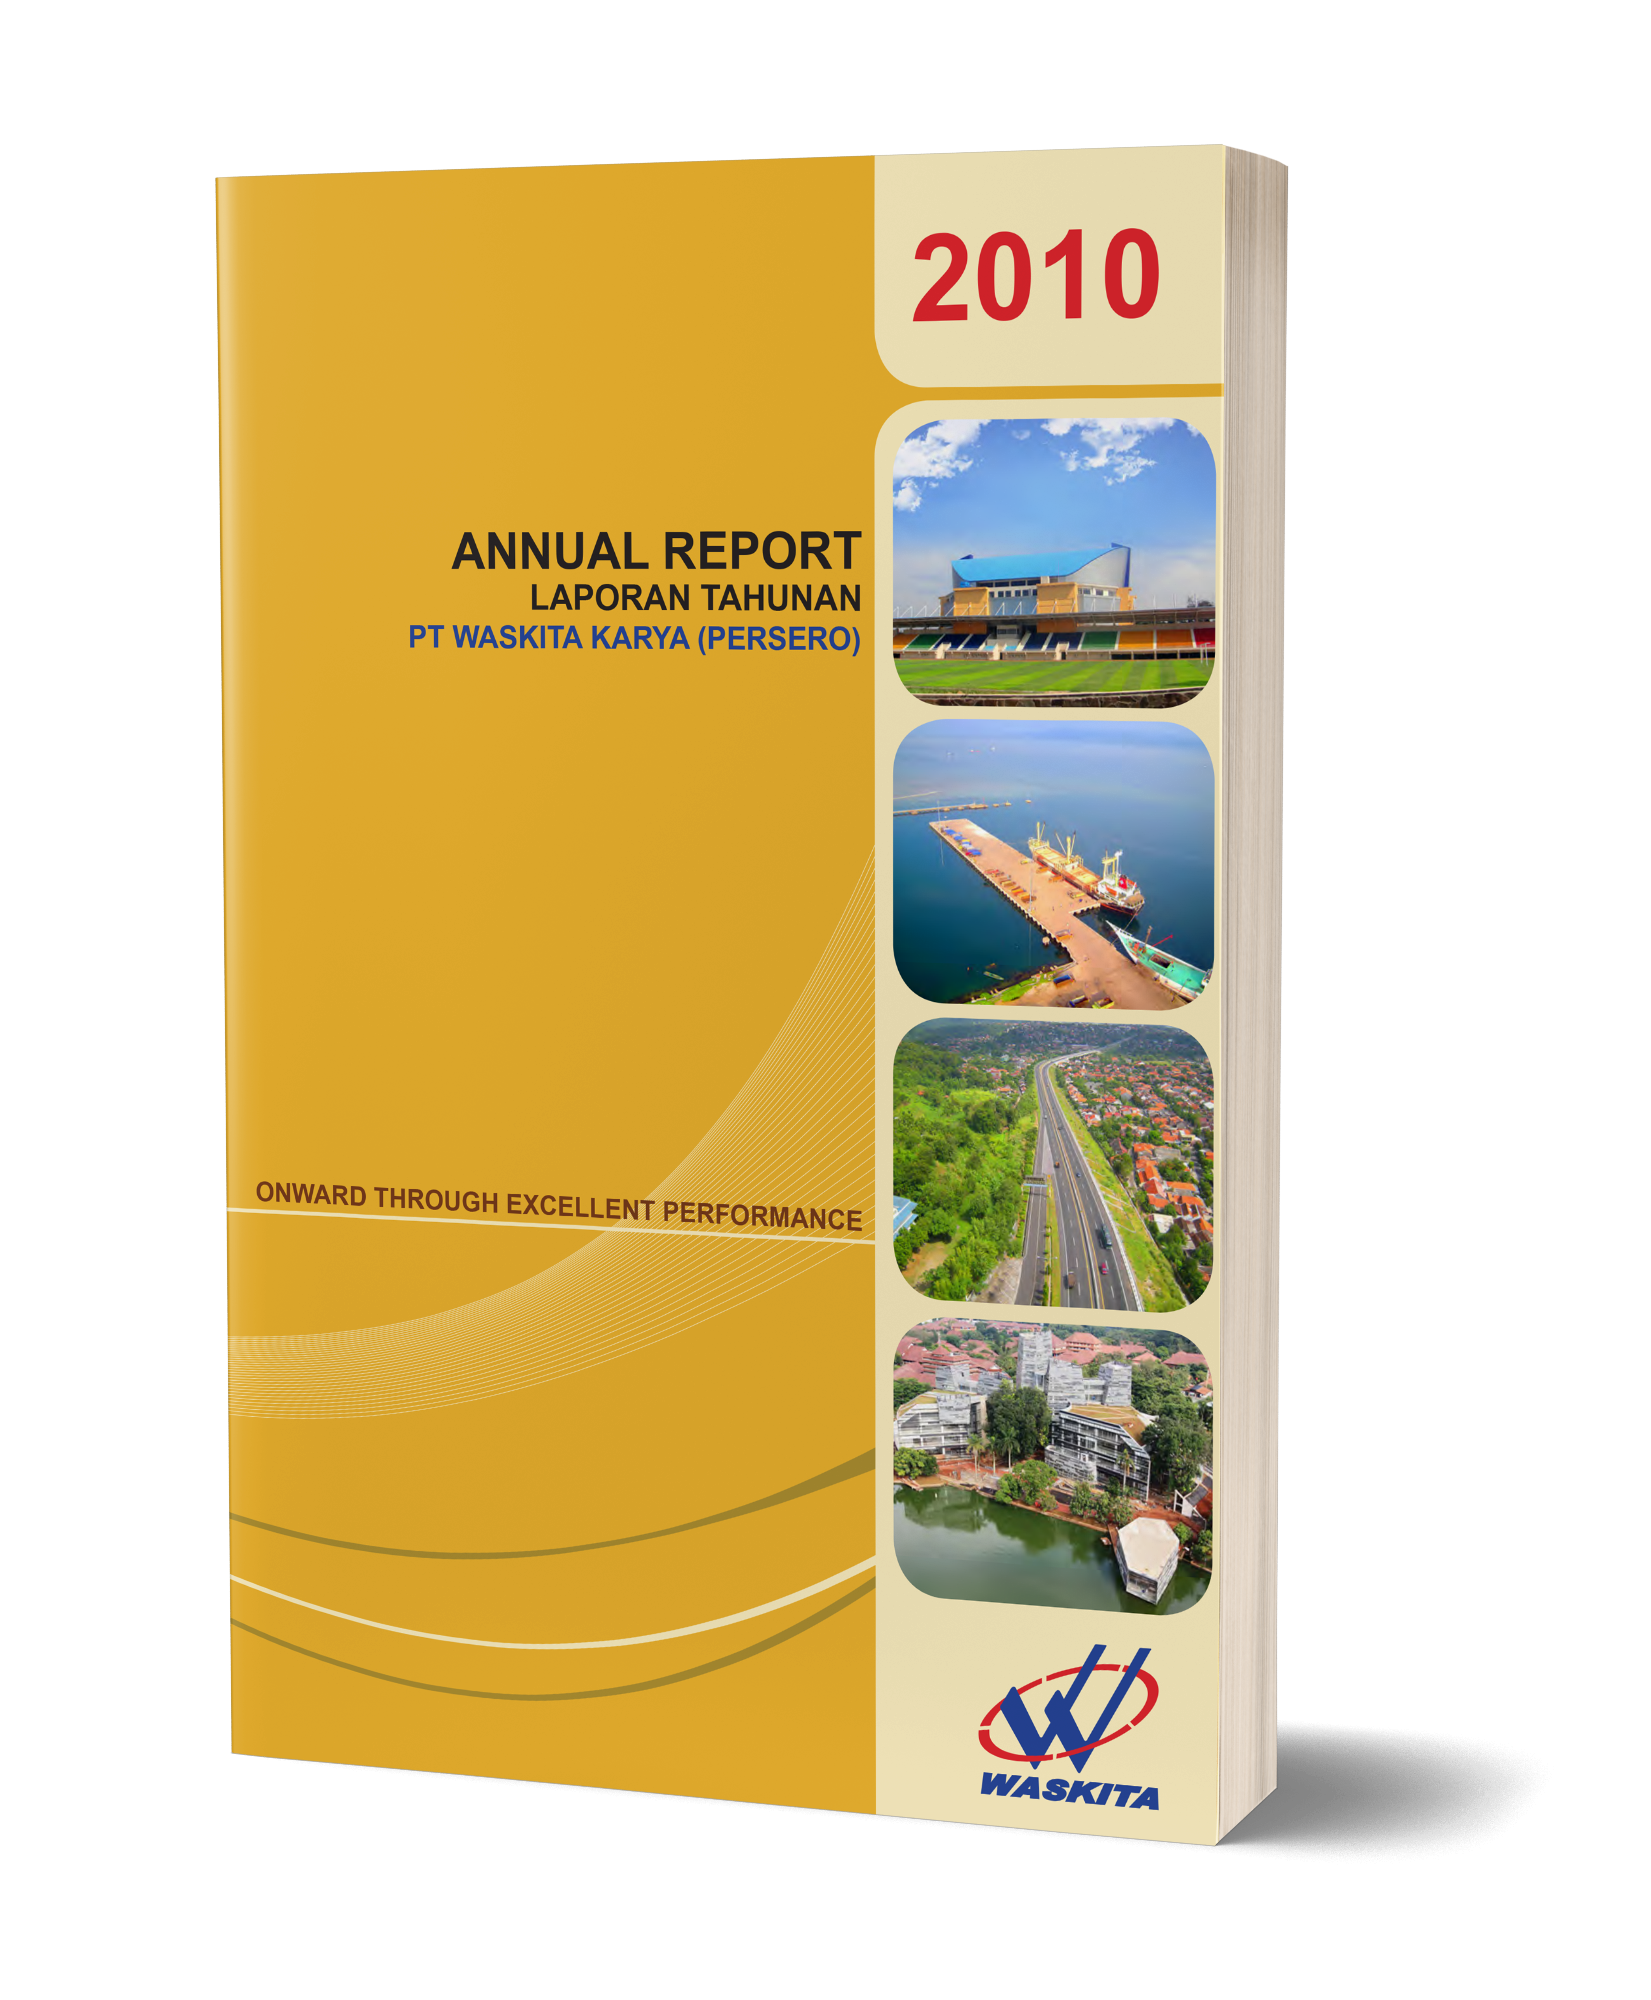 2010
ANNUAL REPORT
LAPORAN TAHUNAN
PT WASKITA KARYA (PERSERO)
ONWARD THROUGH EXCELLENT PERFORMANCE
WASKITA